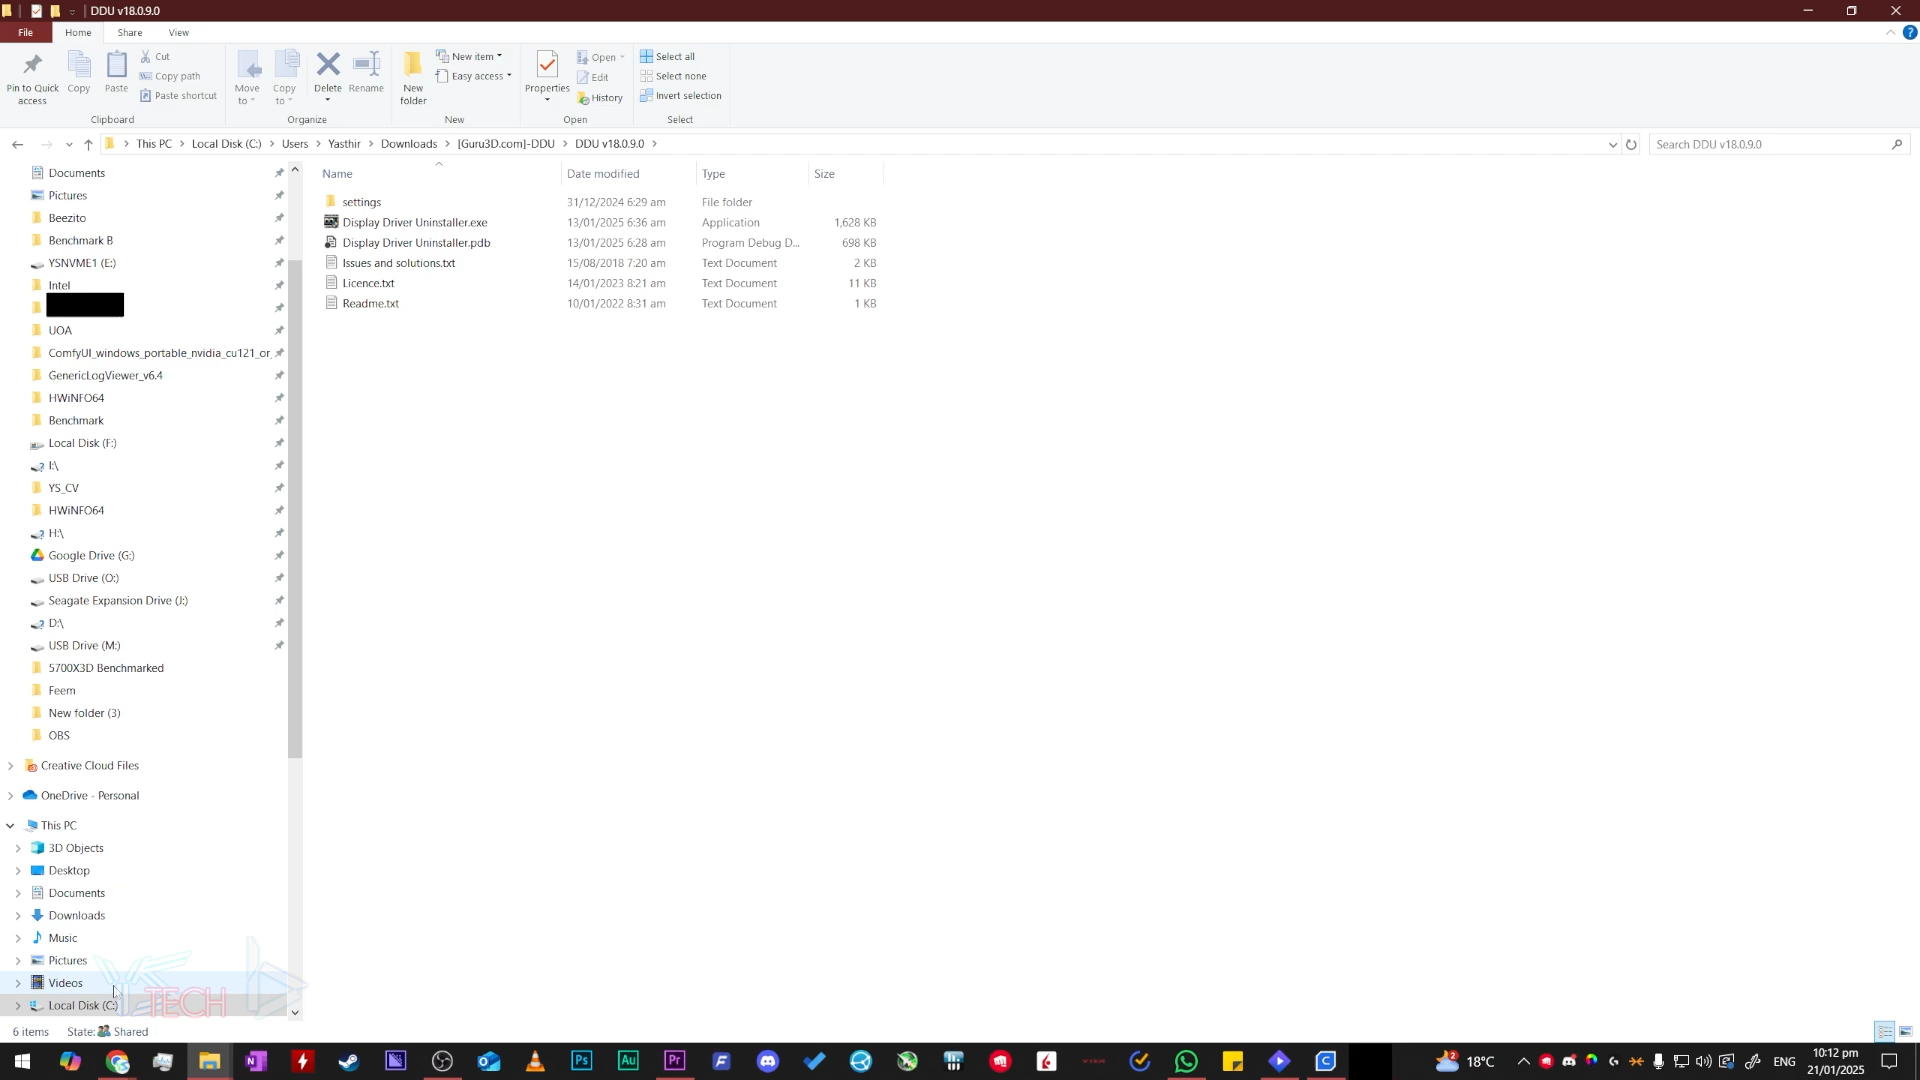 DDU v18.0.9.0
File Home Share View
Pin to Quick access
Copy
Paste
Cut
Copy path
Paste shortcut
Clipboard
Move to
Copy to
Delete
Rename
Organize
New folder
New item
Easy access
New
Properties
Open
Edit
History
Open
Select all
Select none
Invert selection
Select
This PC > Local Disk (C:) > Users > Yasthir > Downloads > [Guru3D.com]-DDU > DDU v18.0.9.0 >
Search DDU v18.0.9.0
Documents
Pictures
Beezito
Benchmark B
YSNVME1 (E:)
Intel
UOA
ComfyUI_windows_portable_nvidia_cu121_or_
GenericLogViewer_v6.4
HWiNFO64
Benchmark
Local Disk (F:)
I:\
YS_CV
HWiNFO64
H:\
Google Drive (G:)
USB Drive (O:)
Seagate Expansion Drive (J:)
D:\
USB Drive (M:)
5700X3D Benchmarked
Feem
New folder (3)
OBS
Creative Cloud Files
OneDrive - Personal
This PC
3D Objects
Desktop
Documents
Downloads
Music
Pictures
Videos
Local Disk (C:)
TECH
Name Date modified Type Size
settings 31/12/2024 6:29 am File folder
Display Driver Uninstaller.exe 13/01/2025 6:36 am Application 1,628 KB
Display Driver Uninstaller.pdb 13/01/2025 6:28 am Program Debug D... 698 KB
Issues and solutions.txt 15/08/2018 7:20 am Text Document 2 KB
Licence.txt 14/01/2023 8:21 am Text Document 11 KB
Readme.txt 10/01/2022 8:31 am Text Document 1 KB
6 items State: Shared
Ps
Au
Pr
18°C
ENG
10:12 pm
21/01/2025